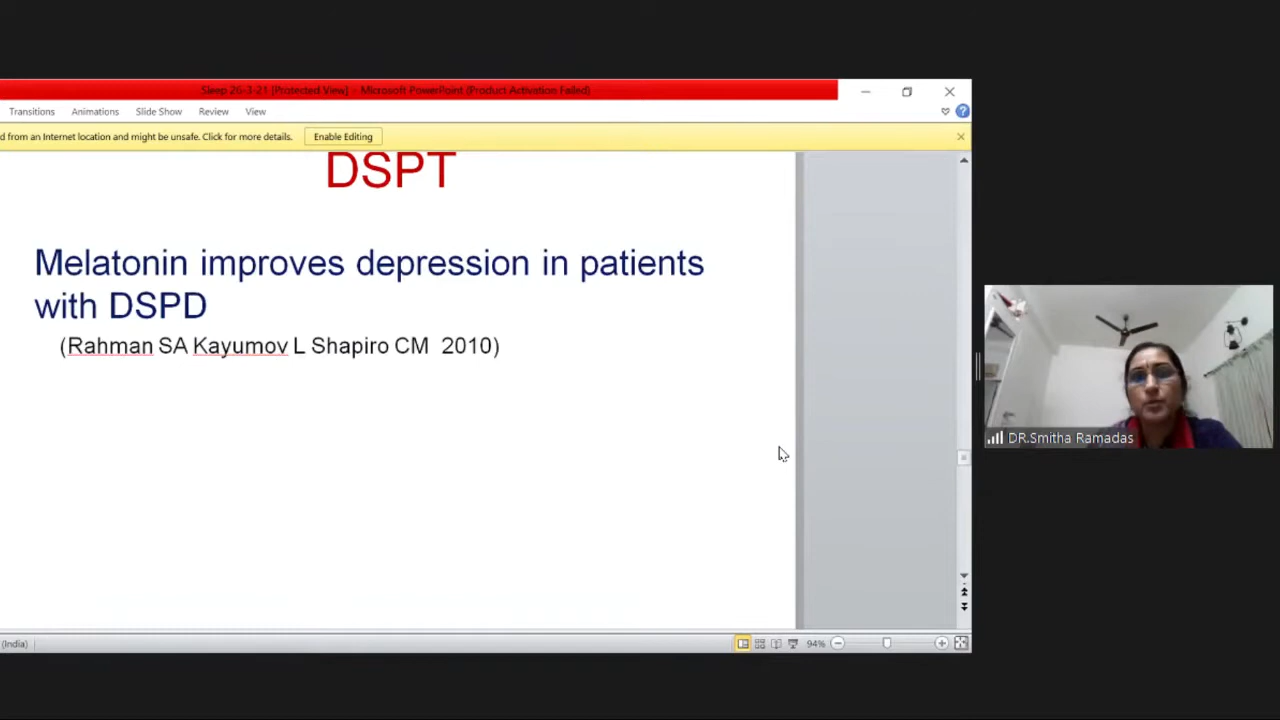 Sleep 26-3-21 [Protected View] - Microsoft PowerPoint (Product Activation Failed)
Transitions Animations Slide Show Review View
d from an Internet location and might be unsafe. Click for more details. Enable Editing
DSPT
Melatonin improves depression in patients
with DSPD
(Rahman SA Kayumov L Shapiro CM 2010)
DR.Smitha Ramadas
(India)
94%